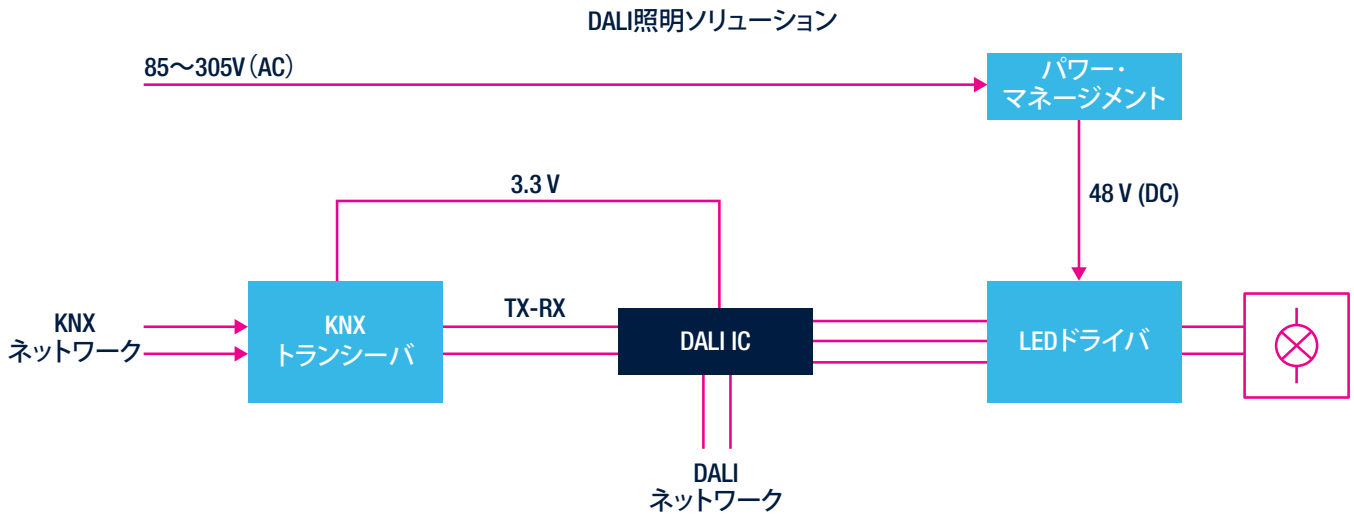 DALI照明ソリューション
85～305V（AC）
パワー・
マネージメント
3.3 V
48 V (DC)
KNX
ネットワーク
KNX
トランシーバ
TX-RX
DALI IC
LEDドライバ
DALI
ネットワーク